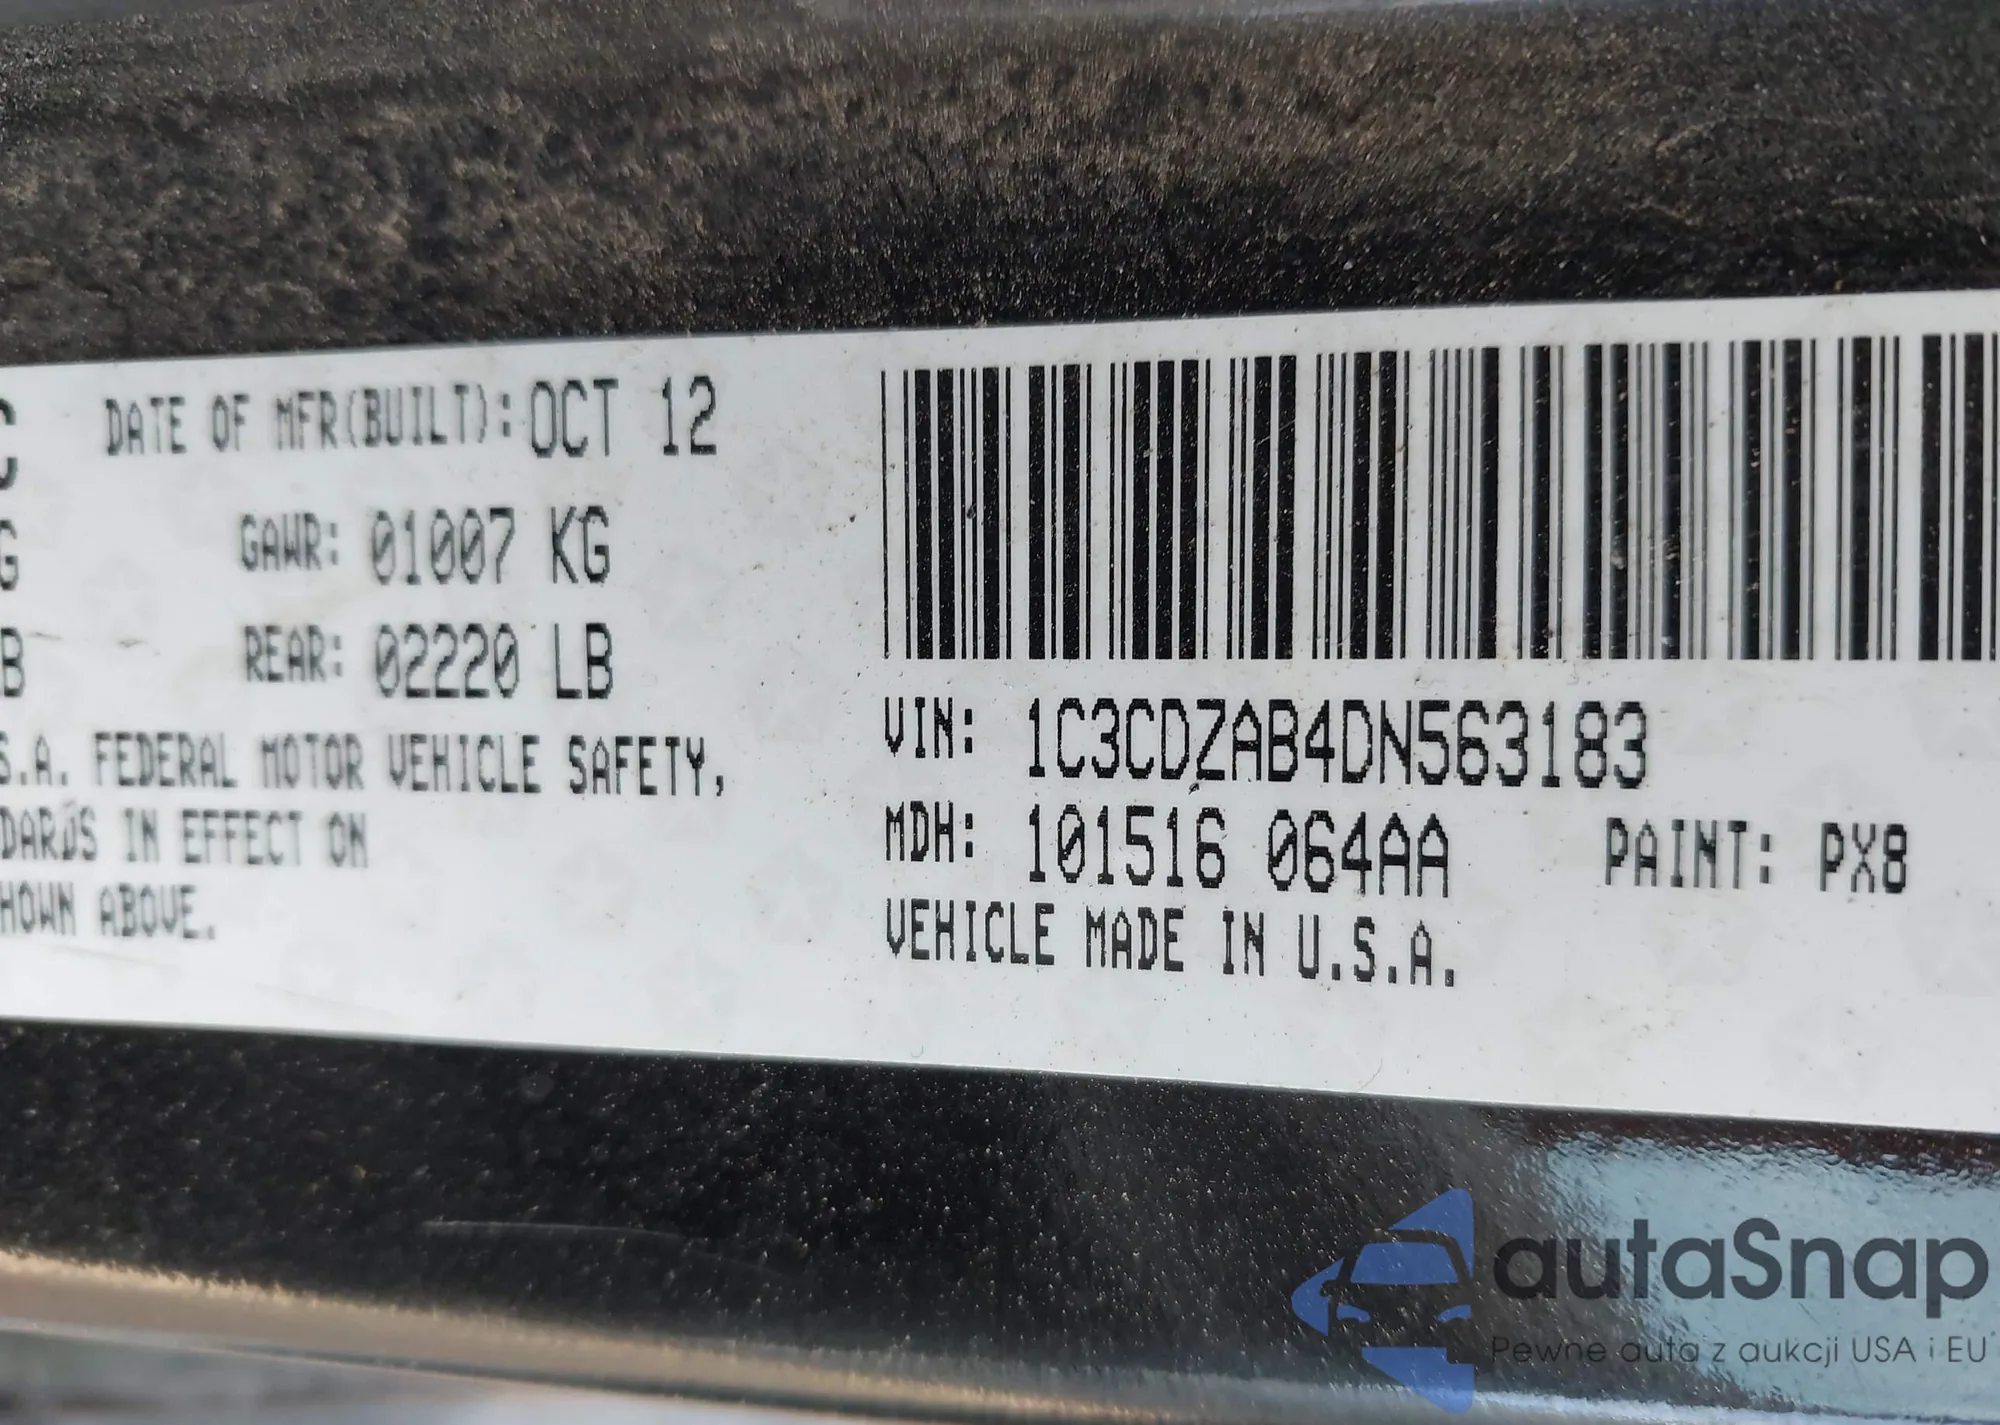 C DATE OF MFR(BUILT): OCT 12
G GAWR: 01007 KG
B REAR: 02220 LB
S.A. FEDERAL MOTOR VEHICLE SAFETY,
DARDS IN EFFECT ON
HOWN ABOVE.
VIN: 1C3CDZAB4DN563183
MDH: 101516 064AA PAINT: PX8
VEHICLE MADE IN U.S.A.
autaSnap
Pewne auta z aukcji USA i EU